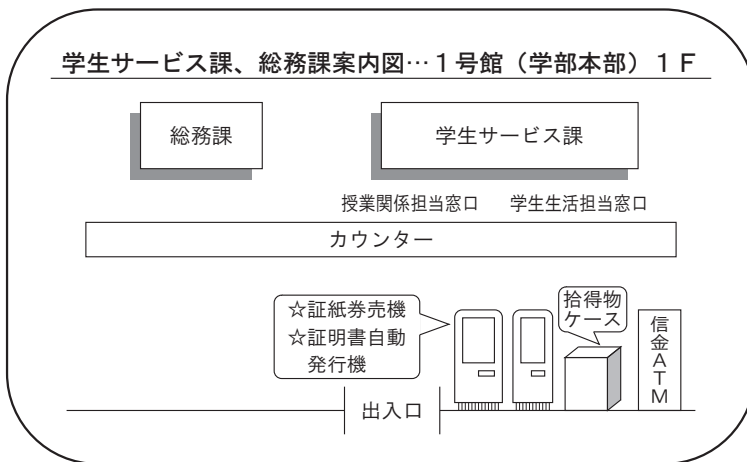 学生サービス課、総務課案内図…１号館（学部本部）１Ｆ
総務課
学生サービス課
授業関係担当窓口
学生生活担当窓口
カウンター
☆証紙券売機
☆証明書自動
発行機
拾得物
ケース
信金ＡＴＭ
出入口